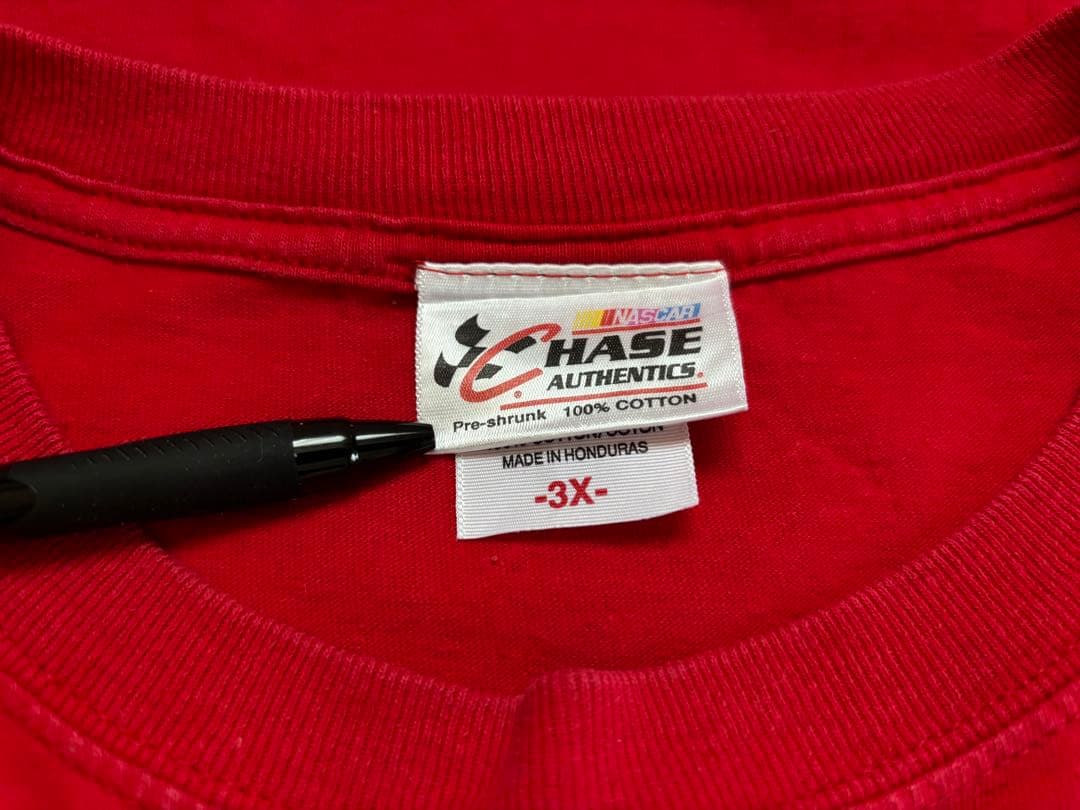 NASCAR
CHASE
AUTHENTICS®
®
Pre-shrunk 100% COTTON
MADE IN HONDURAS
-3X-